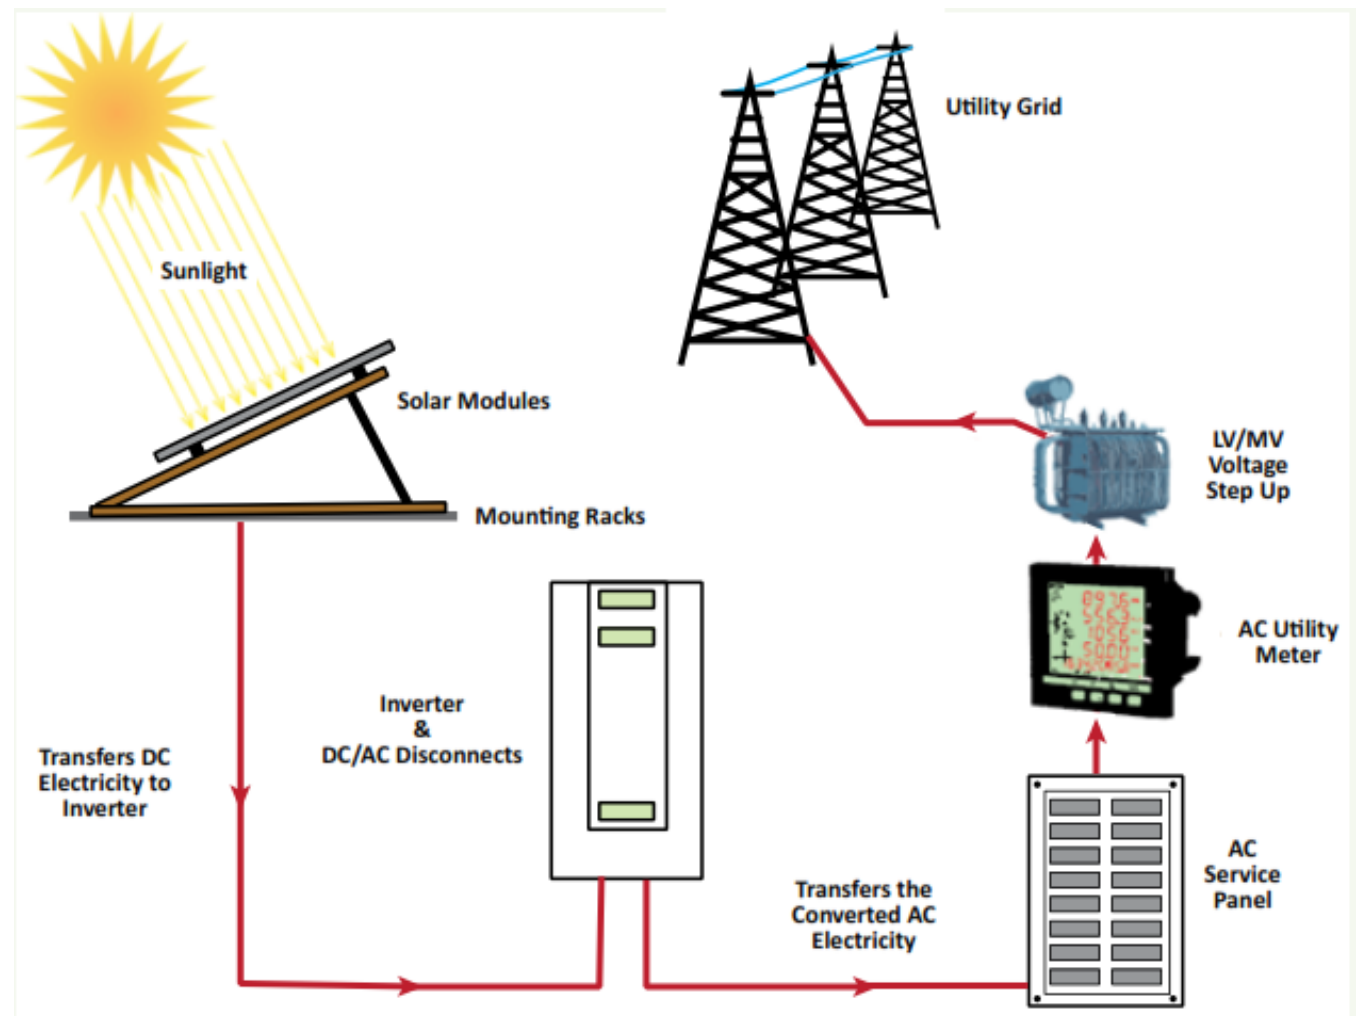 Utility Grid
Sunlight
Solar Modules
LV/MV
Voltage
Step Up
Mounting Racks
AC Utility
Meter
Inverter
&
DC/AC Disconnects
Transfers DC
Electricity to
Inverter
AC
Service
Panel
Transfers the
Converted AC
Electricity